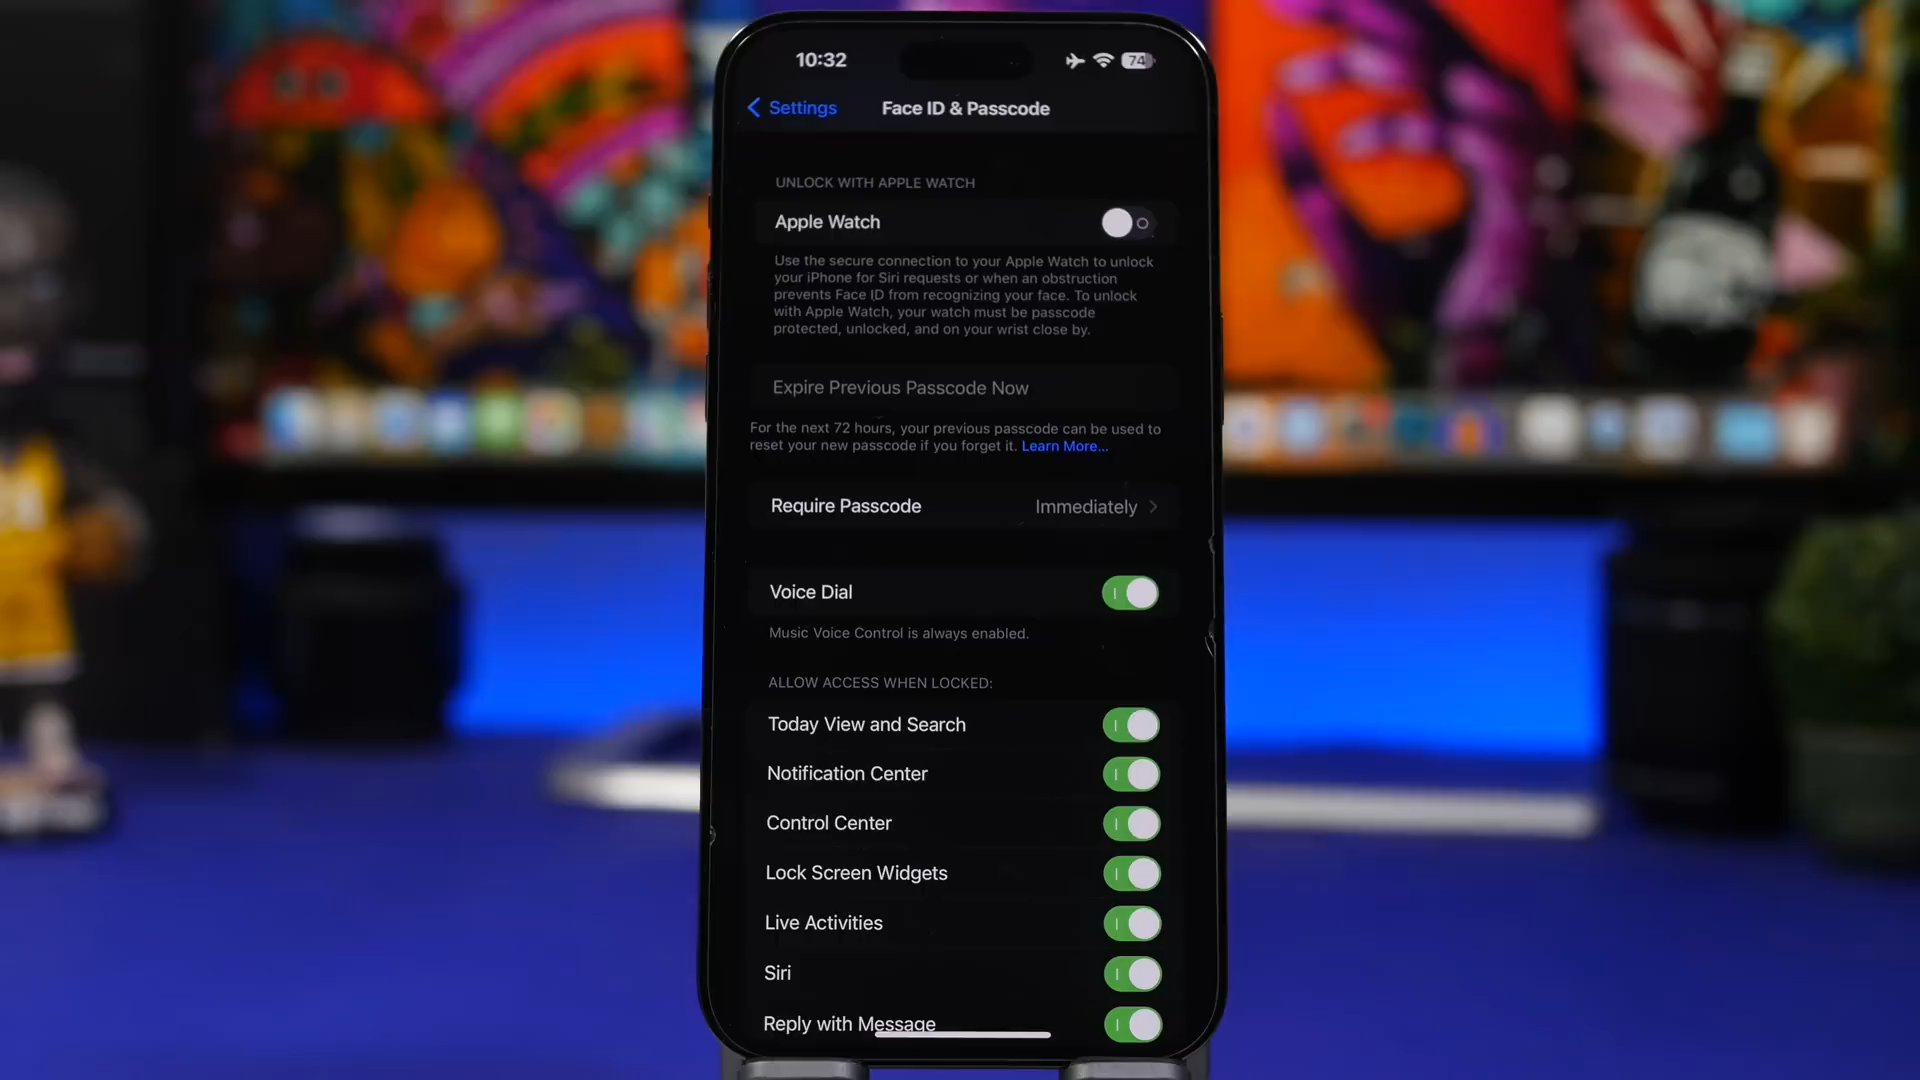 10:32
74
Settings
Face ID & Passcode
UNLOCK WITH APPLE WATCH
Apple Watch
Use the secure connection to your Apple Watch to unlock
your iPhone for Siri requests or when an obstruction
prevents Face ID from recognizing your face. To unlock
with Apple Watch, your watch must be passcode
protected, unlocked, and on your wrist close by.
Expire Previous Passcode Now
For the next 72 hours, your previous passcode can be used to
reset your new passcode if you forget it. Learn More...
Require Passcode Immediately
Voice Dial
Music Voice Control is always enabled.
ALLOW ACCESS WHEN LOCKED:
Today View and Search
Notification Center
Control Center
Lock Screen Widgets
Live Activities
Siri
Reply with Message